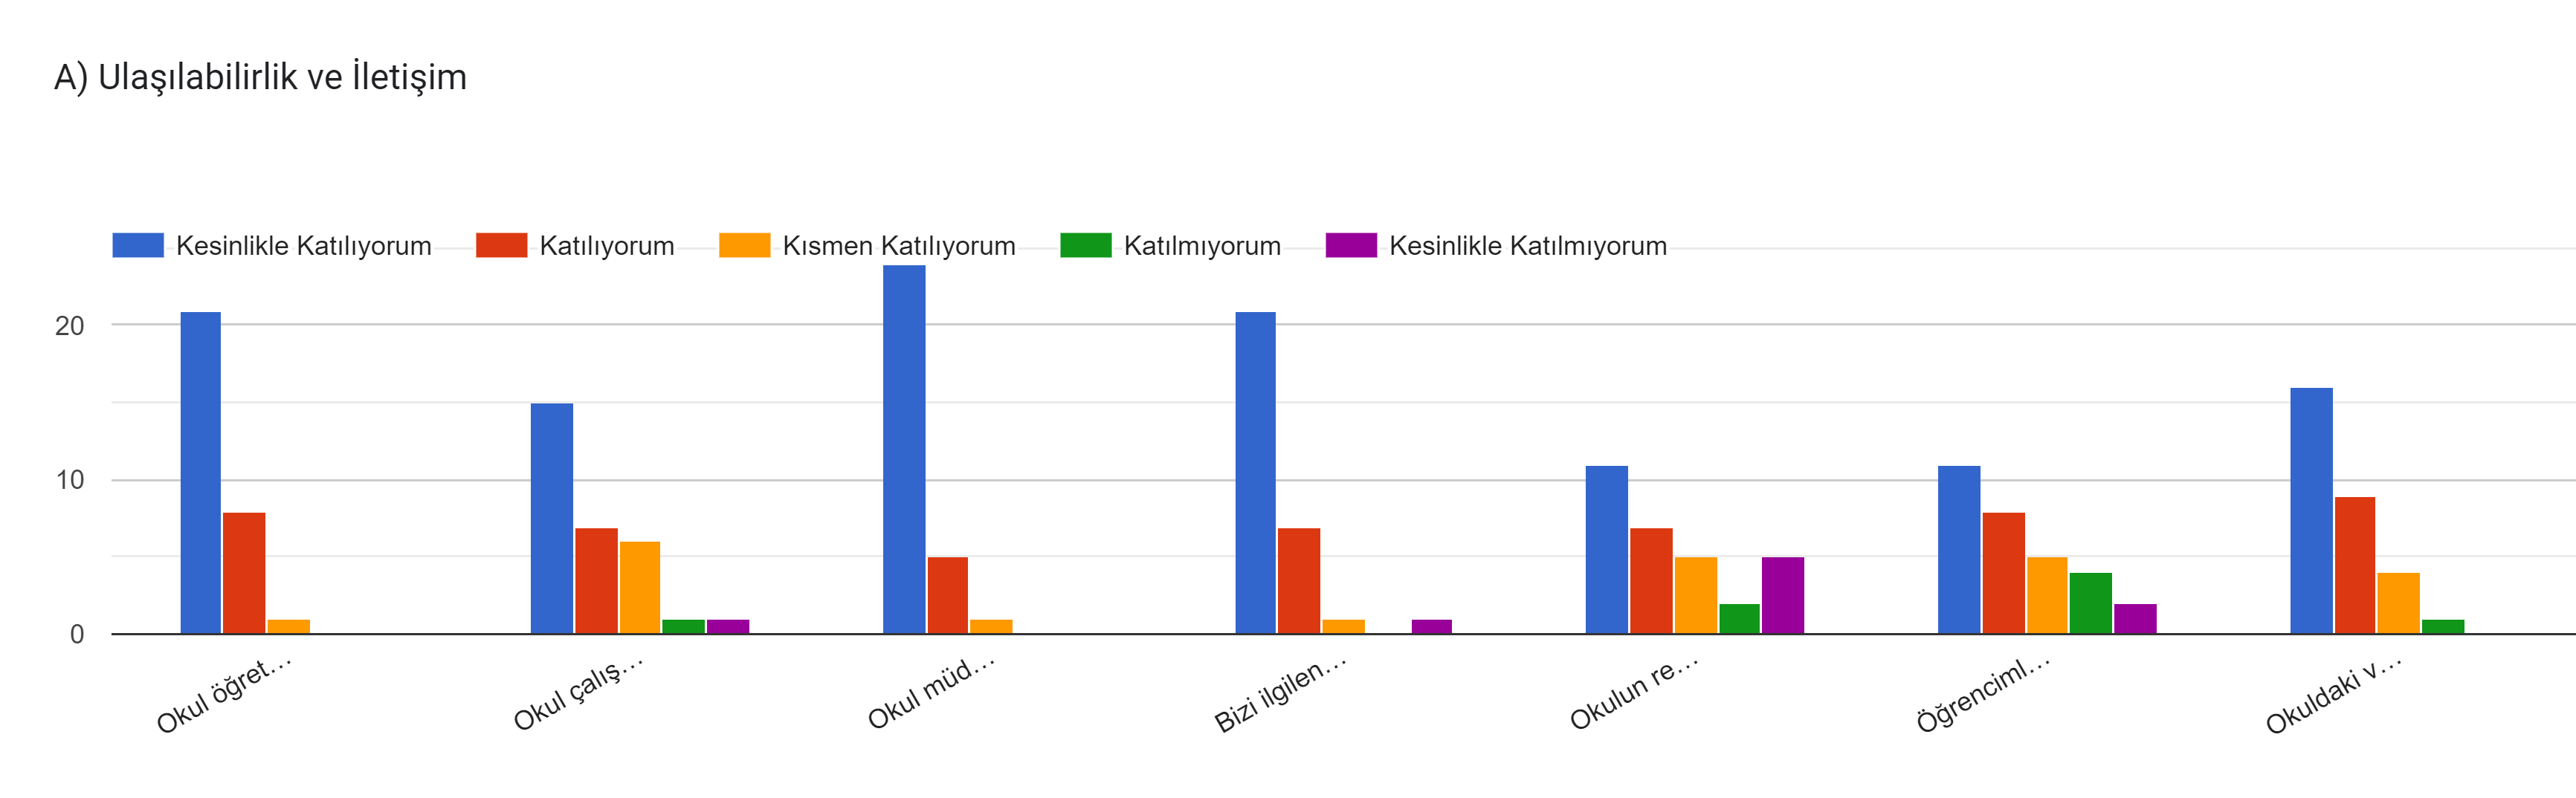 A) Ulaşılabilirlik ve İletişim
Kesinlikle Katılıyorum Katılıyorum Kısmen Katılıyorum Katılmıyorum Kesinlikle Katılmıyorum
20
10
0
Okul öğret… Okul çalış… Okul müd… Bizi ilgilen… Okulun re… Öğrenciml… Okuldaki v…